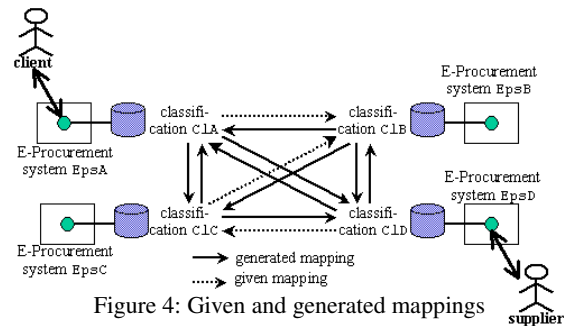 client
E-Procurement
system EpsA
classifi-
cation ClA
classifi-
cation ClB
E-Procurement
system EpsB
E-Procurement
system EpsC
classifi-
cation ClC
classifi-
cation ClD
E-Procurement
system EpsD
generated mapping
given mapping
supplier
Figure 4: Given and generated mappings